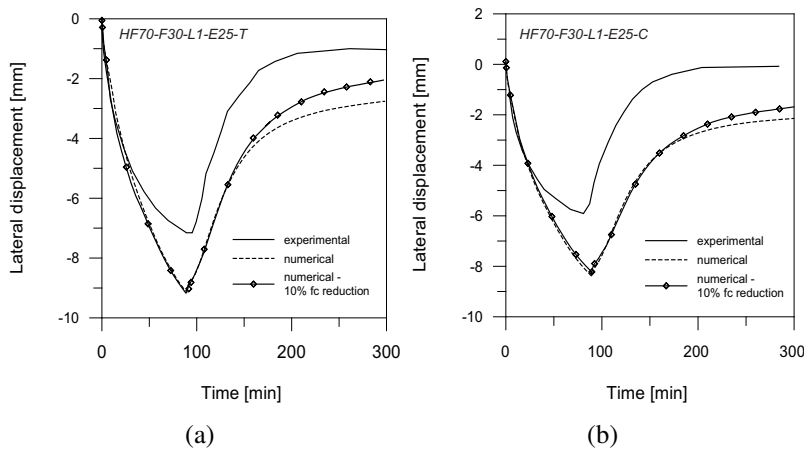 HF70-F30-L1-E25-T
Lateral displacement [mm]
0
-2
-4
-6
-8
-10
experimental
numerical
numerical -
10% fc reduction
0
100
200
300
Time [min]
(a)
HF70-F30-L1-E25-C
Lateral displacement [mm]
2
0
-2
-4
-6
-8
-10
experimental
numerical
numerical -
10% fc reduction
0
100
200
300
Time [min]
(b)